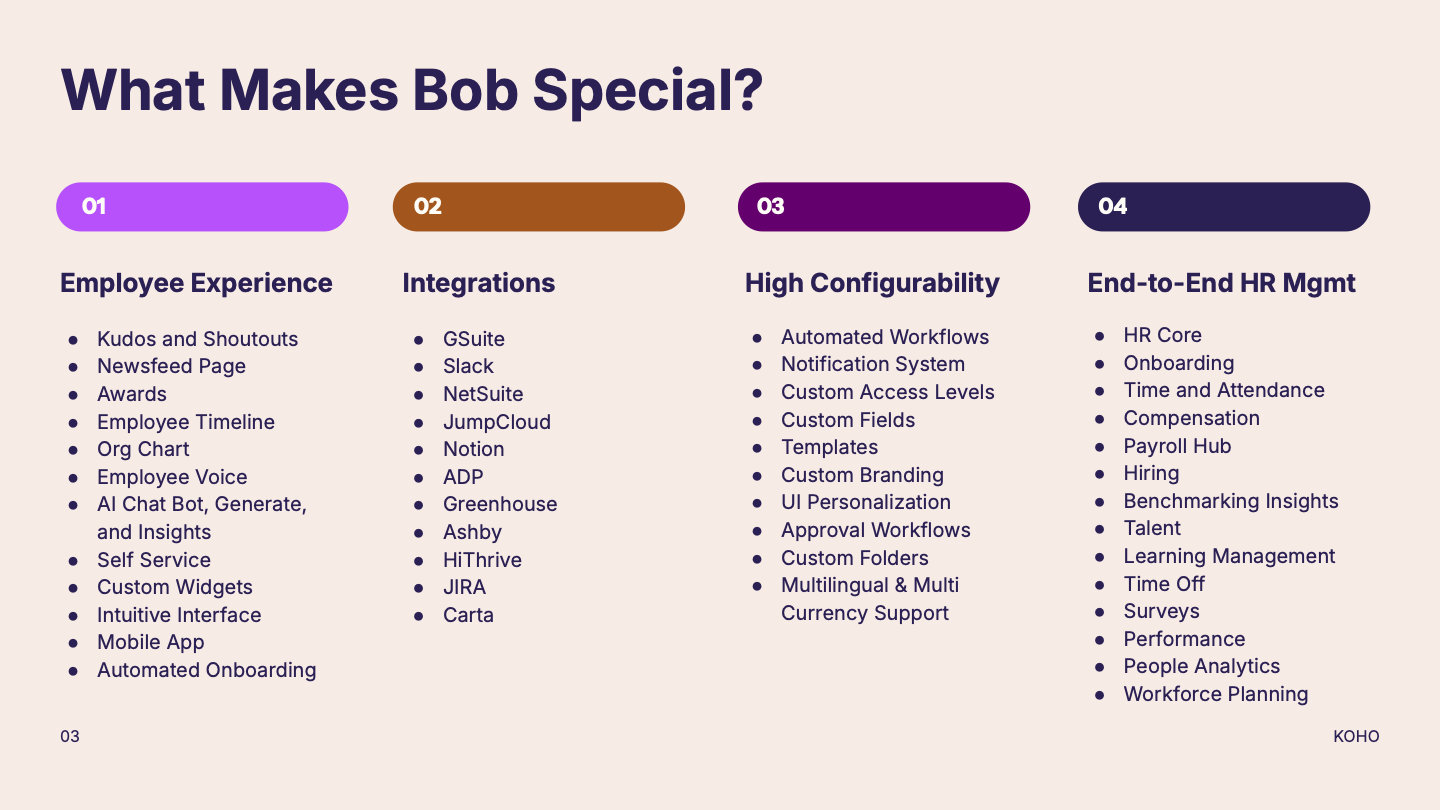 What Makes Bob Special?
01
Employee Experience
● Kudos and Shoutouts
● Newsfeed Page
● Awards
● Employee Timeline
● Org Chart
● Employee Voice
● AI Chat Bot, Generate,
and Insights
● Self Service
● Custom Widgets
● Intuitive Interface
● Mobile App
● Automated Onboarding
02
Integrations
● GSuite
● Slack
● NetSuite
● JumpCloud
● Notion
● ADP
● Greenhouse
● Ashby
● HiThrive
● JIRA
● Carta
03
High Configurability
● Automated Workflows
● Notification System
● Custom Access Levels
● Custom Fields
● Templates
● Custom Branding
● UI Personalization
● Approval Workflows
● Custom Folders
● Multilingual & Multi
Currency Support
04
End-to-End HR Mgmt
● HR Core
● Onboarding
● Time and Attendance
● Compensation
● Payroll Hub
● Hiring
● Benchmarking Insights
● Talent
● Learning Management
● Time Off
● Surveys
● Performance
● People Analytics
● Workforce Planning
03
KOHO